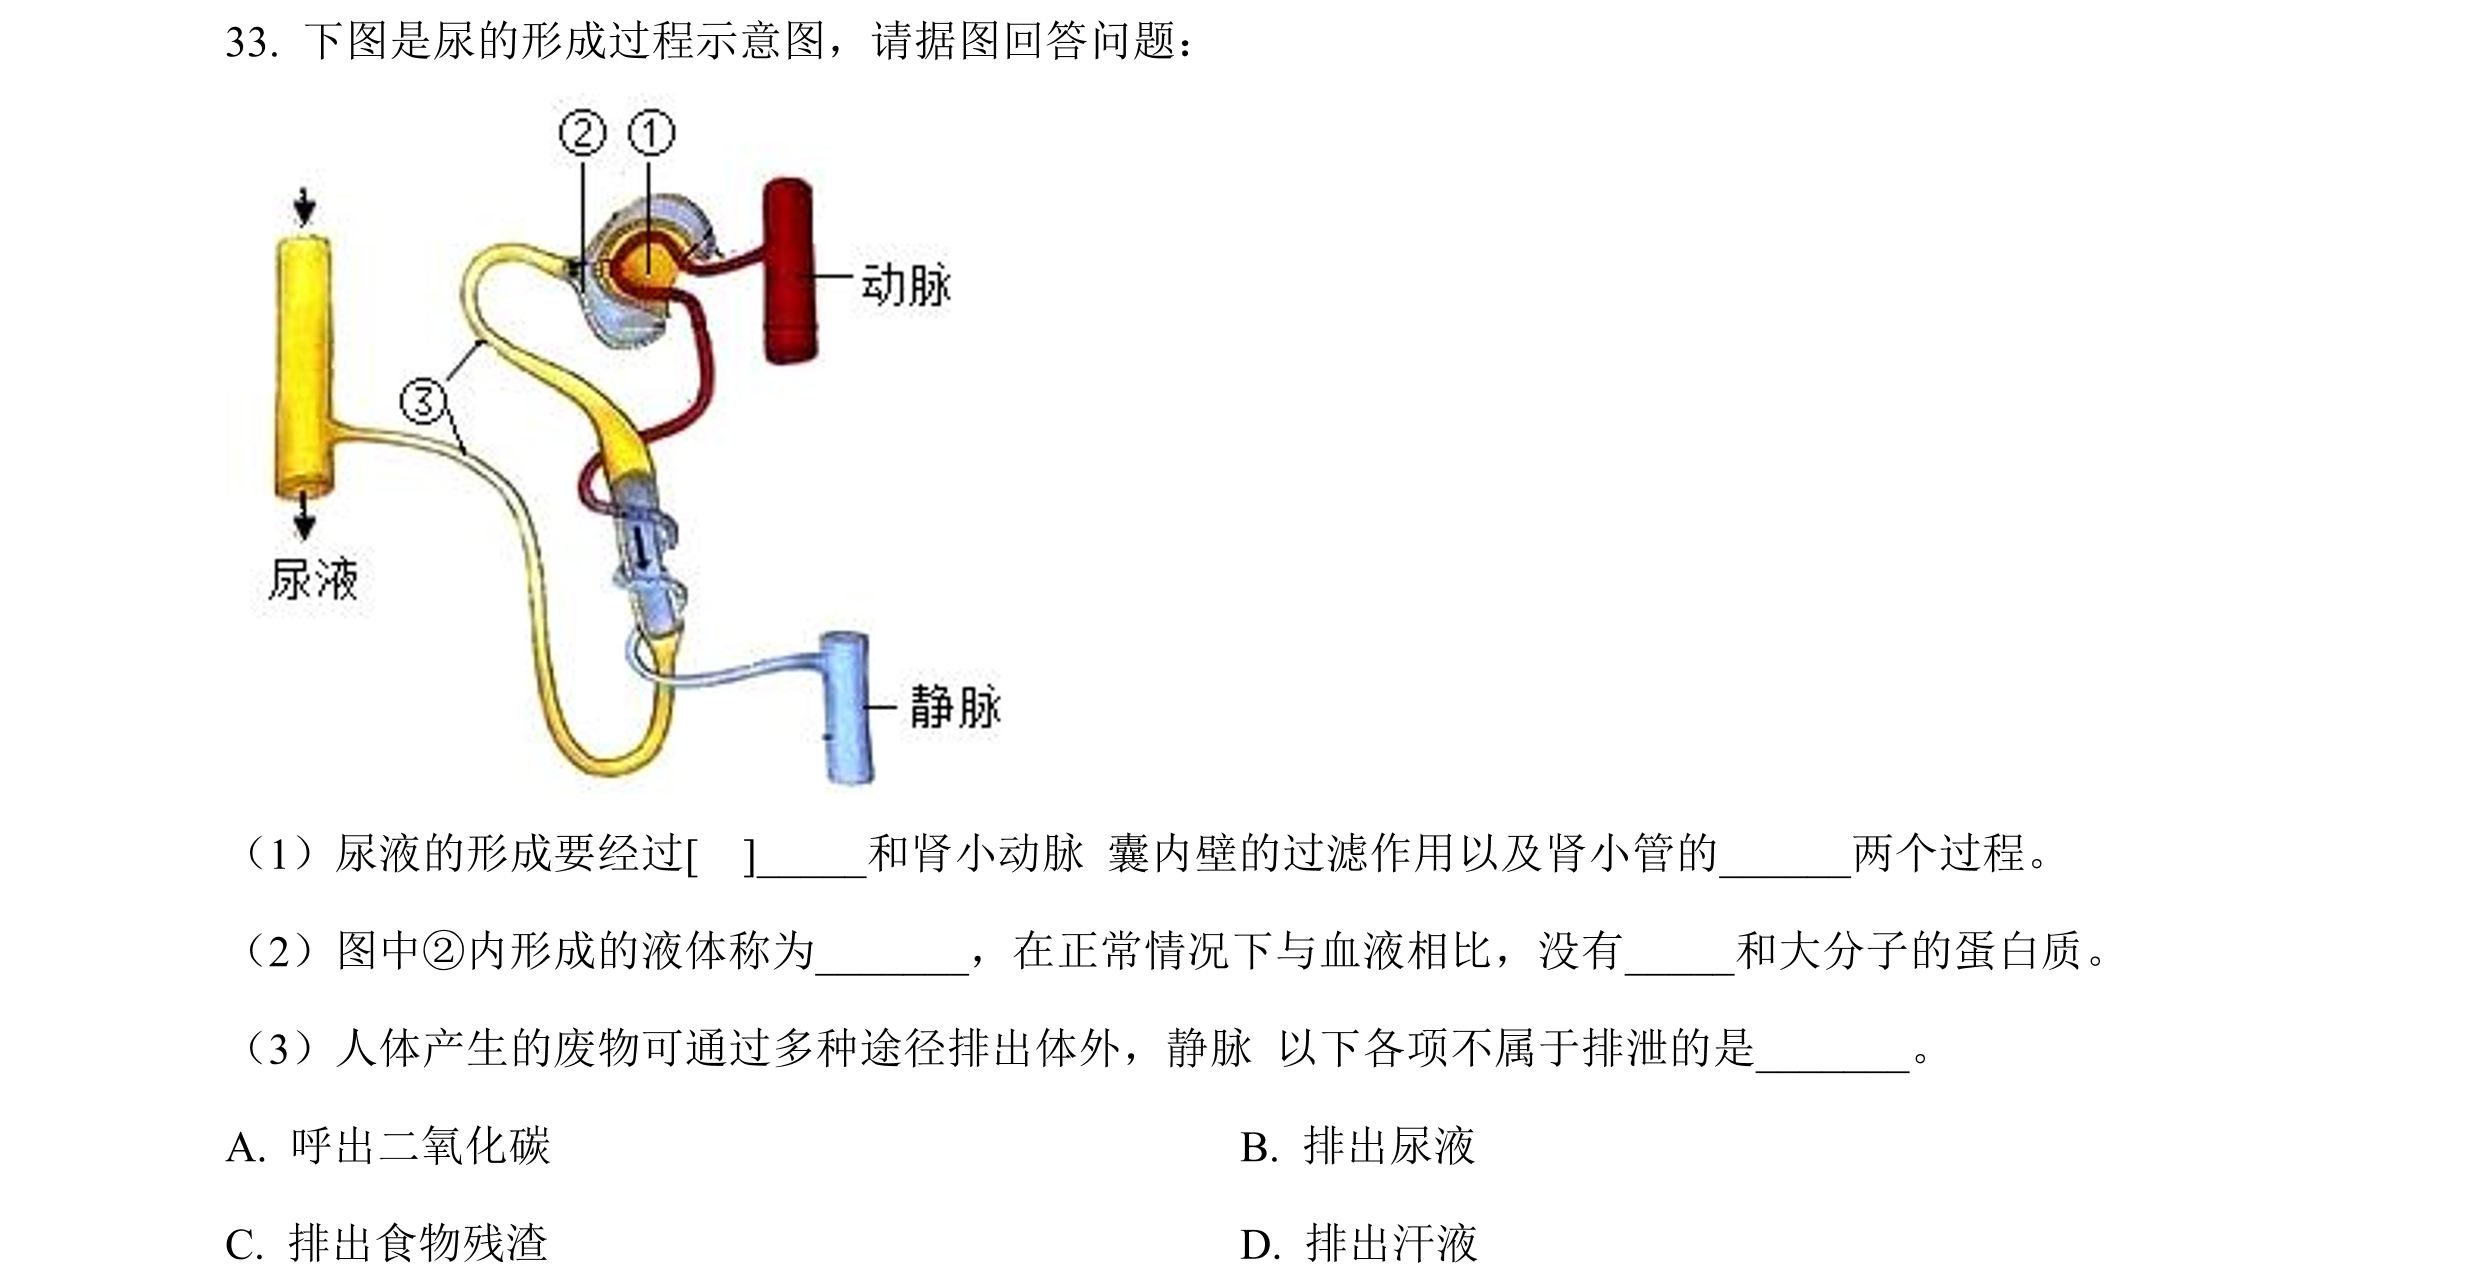 33. 下图是尿的形成过程示意图，请据图回答问题：
② ①
动脉
③
尿液
静脉
（1）尿液的形成要经过[ ]_____和肾小动脉 囊内壁的过滤作用以及肾小管的______两个过程。
（2）图中②内形成的液体称为_______，在正常情况下与血液相比，没有_____和大分子的蛋白质。
（3）人体产生的废物可通过多种途径排出体外，静脉 以下各项不属于排泄的是_______。
A. 呼出二氧化碳 B. 排出尿液
C. 排出食物残渣 D. 排出汗液